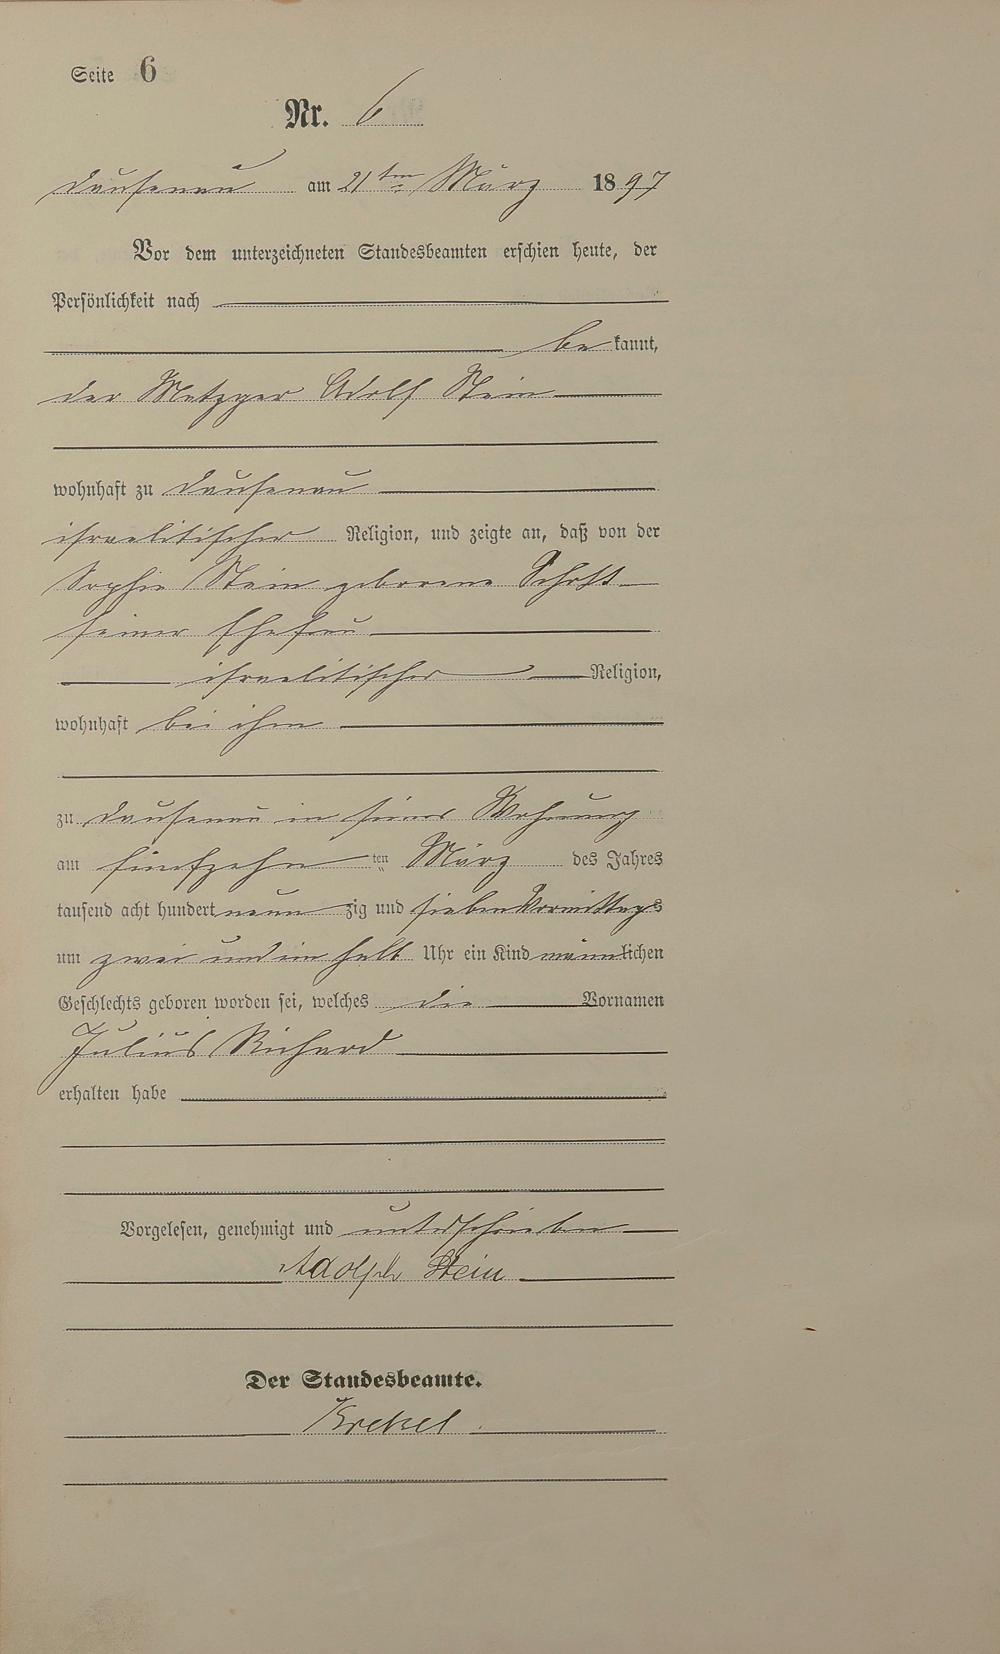 Seite 6
Nr. 6
Dausenau am 21ten März 1897
Vor dem unterzeichneten Standesbeamten erschien heute, der
Persönlichkeit nach
bekannt,
der Metzger Adolf Stein
wohnhaft zu Dausenau
israelitischer Religion, und zeigte an, daß von der
Sophie Stein geborene Schott
seiner Ehefrau
israelitischer Religion,
wohnhaft bei ihm
zu Dausenau in seiner Wohnung
am fünfzehnten März des Jahres
tausend acht hundert neunzig und sieben Vormittags
um zwei und ein halb Uhr ein Kind männlichen
Geschlechts geboren worden sei, welches die Vornamen
Julius Richard
erhalten habe
Vorgelesen, genehmigt und unterschrieben
Adolph Stein
Der Standesbeamte.
Krekel